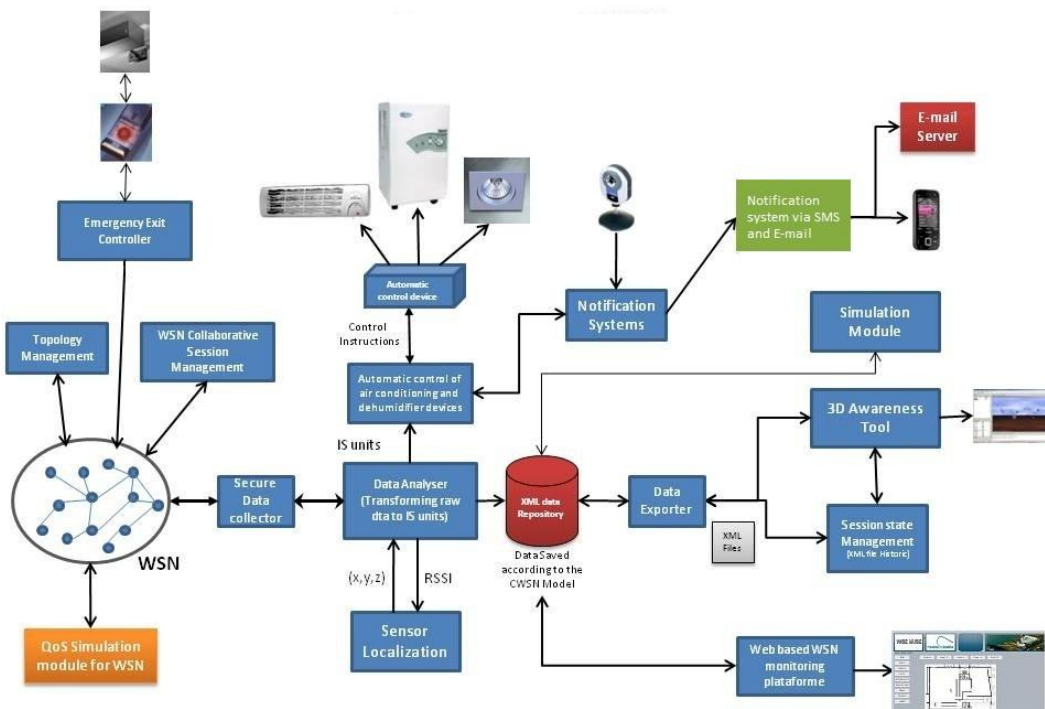 E-mail
Server
Emergency Exit
Controller
Notification
system via SMS
and E-mail
Automatic
control device
Notification
Systems
Simulation
Module
Topology
Management
WSN Collaborative
Session
Management
Control
Instructions
Automatic control of
air conditioning and
dehumidifier devices
3D Awareness
Tool
IS units
Secure
Data
collector
Data Analyser
(Transforming raw
dta to IS units)
XML data
Repository
Data
Exporter
XML
Files
Session state
Management
(XML file Historic)
WSN
Data Saved
according to the
CWSN Model
(x,y,z)
RSSI
Sensor
Localization
QoS Simulation
module for WSN
Web based WSN
monitoring
plataforme